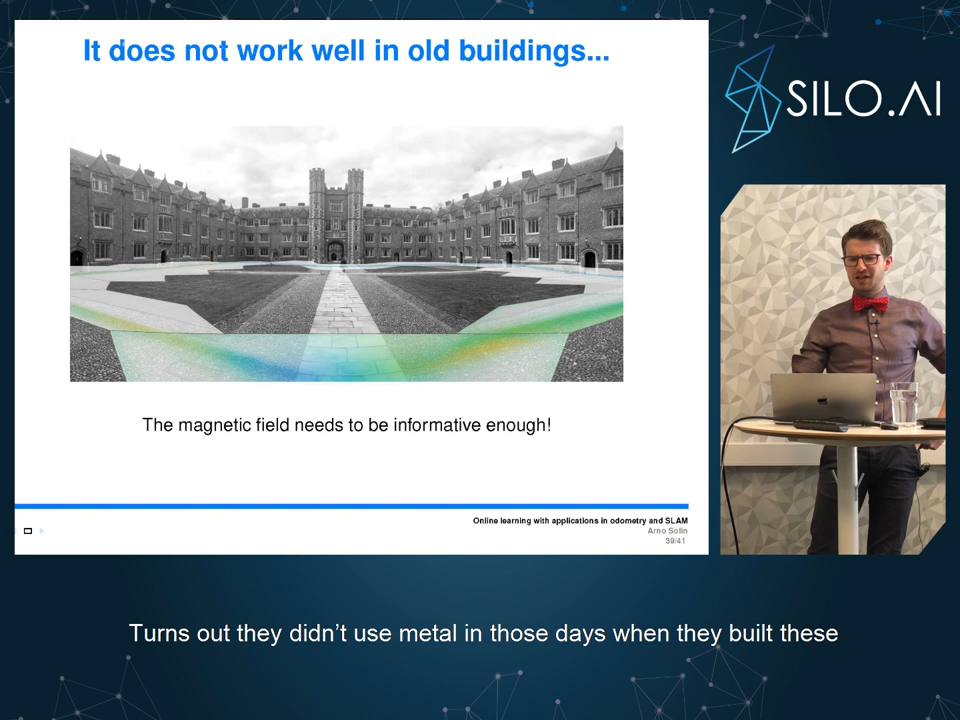 It does not work well in old buildings...
SILO.AI
The magnetic field needs to be informative enough!
Online learning with applications in odometry and SLAM
Arno Solin
39/41
Turns out they didn't use metal in those days when they built these